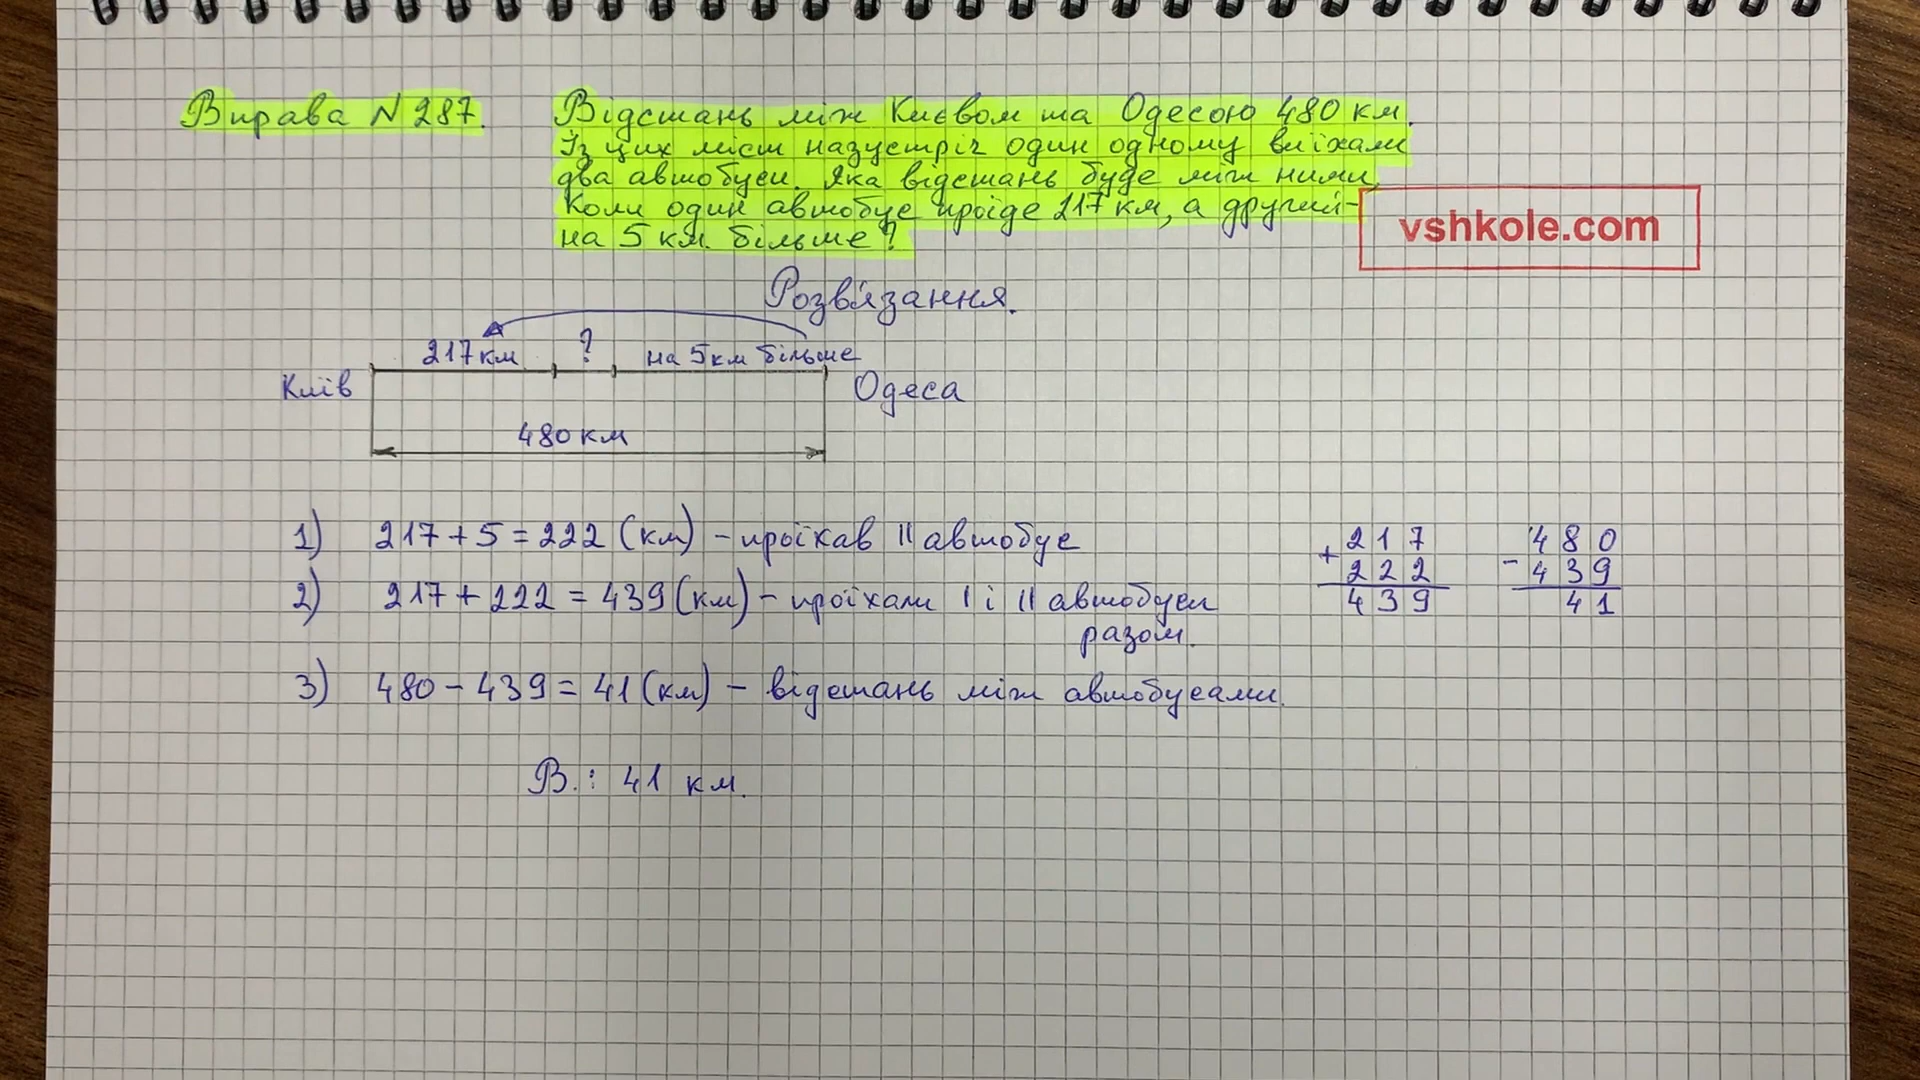 Вправа №287. Відстань між Києвом та Одесою 480 км.
Із цих міст назустріч один одному виїхали
два автобуси. Яка відстань буде між ними,
коли один автобус проїде 217 км, а другий -
на 5 км більше?
vshkole.com
Розв'язання.
217 км ? на 5 км більше
Київ Одеса
480 км
1) 217 + 5 = 222 (км) - проїхав II автобус
2) 217 + 222 = 439 (км) - проїхали I і II автобуси
разом.
3) 480 - 439 = 41 (км) - відстань між автобусами.
+ 217
222
439
- 480
439
41
В.: 41 км.